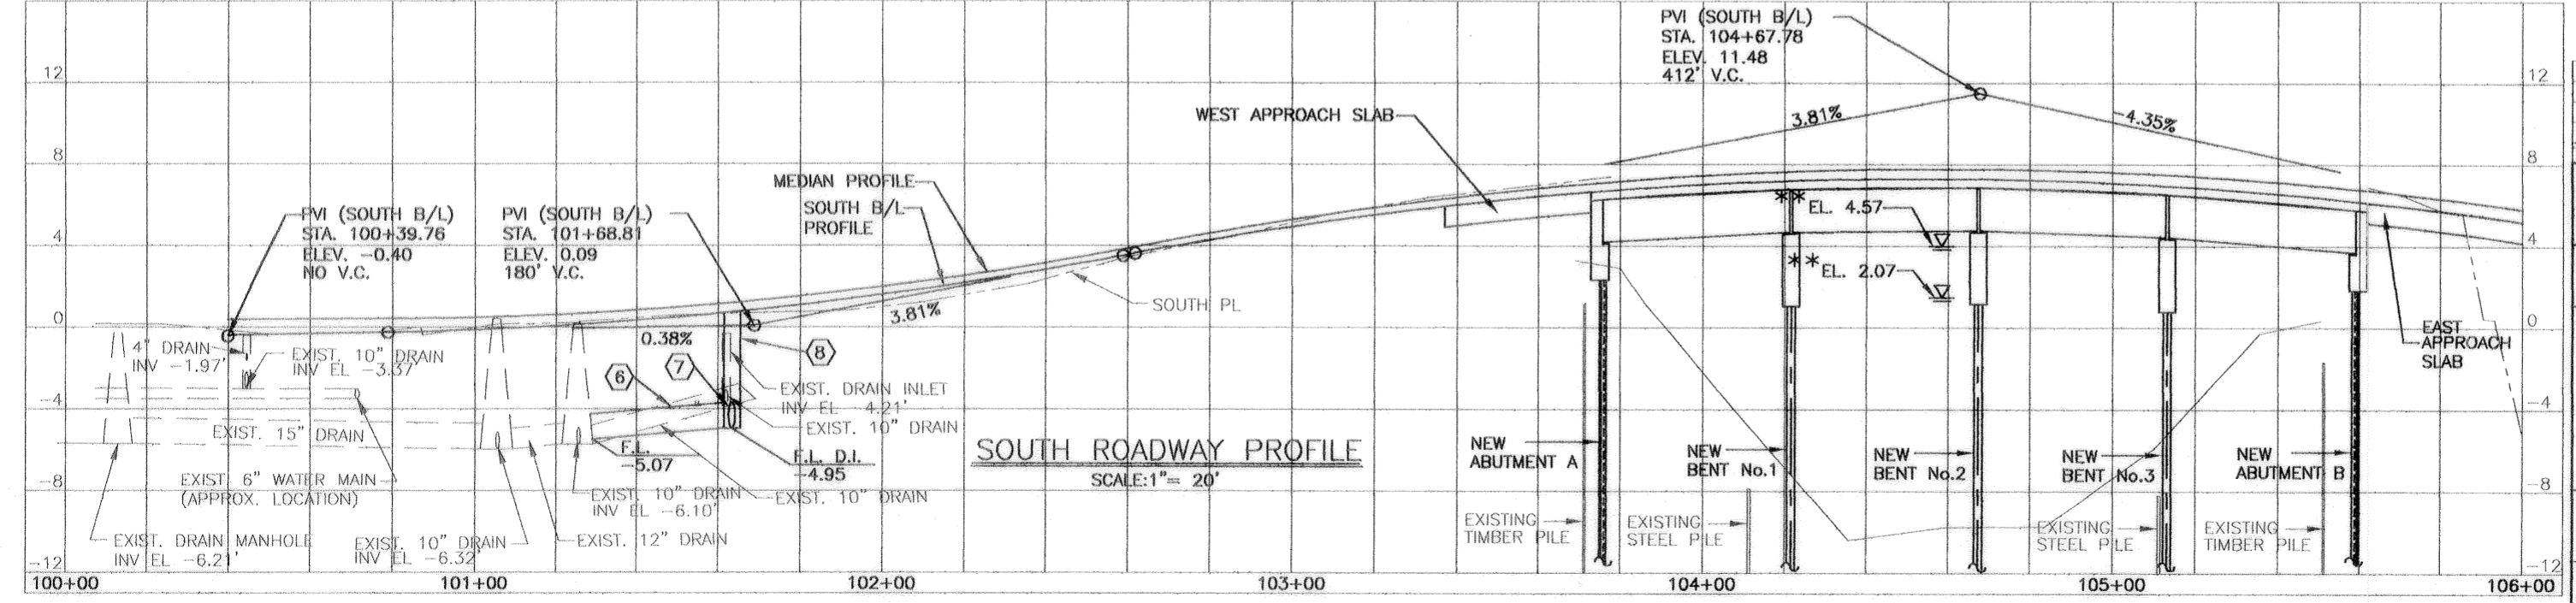 PVI (SOUTH B/L)
STA. 104+67.78
ELEV. 11.48
412' V.C.
12
12
WEST APPROACH SLAB
3.81%
-4.35%
8
8
MEDIAN PROFILE
SOUTH B/L
PROFILE
PVI (SOUTH B/L)
STA. 100+39.76
ELEV. -0.40
NO V.C.
PVI (SOUTH B/L)
STA. 101+68.81
ELEV. 0.09
180' V.C.
** EL. 4.57
4
4
** EL. 2.07
SOUTH PL
3.81%
0
0
4" DRAIN
INV -1.97'
EXIST. 10" DRAIN
INV EL -3.37'
0.38%
8
7
6
EAST
APPROACH
SLAB
EXIST. DRAIN INLET
INV EL -4.21'
EXIST. 10" DRAIN
-4
-4
EXIST. 15" DRAIN
F.L.
-5.07
F.L. D.I.
-4.95
SOUTH ROADWAY PROFILE
SCALE:1"= 20'
NEW
ABUTMENT A
NEW
BENT No.1
NEW
BENT No.2
NEW
BENT No.3
NEW
ABUTMENT B
EXIST. 6" WATER MAIN
(APPROX. LOCATION)
-8
-8
EXIST. 10" DRAIN
INV EL -6.10'
EXIST. 10" DRAIN
EXISTING
TIMBER PILE
EXISTING
STEEL PILE
EXISTING
STEEL PILE
EXISTING
TIMBER PILE
EXIST. DRAIN MANHOLE
INV EL -6.21'
EXIST. 10" DRAIN
INV EL -6.32'
EXIST. 12" DRAIN
-12
-12
100+00
101+00
102+00
103+00
104+00
105+00
106+00